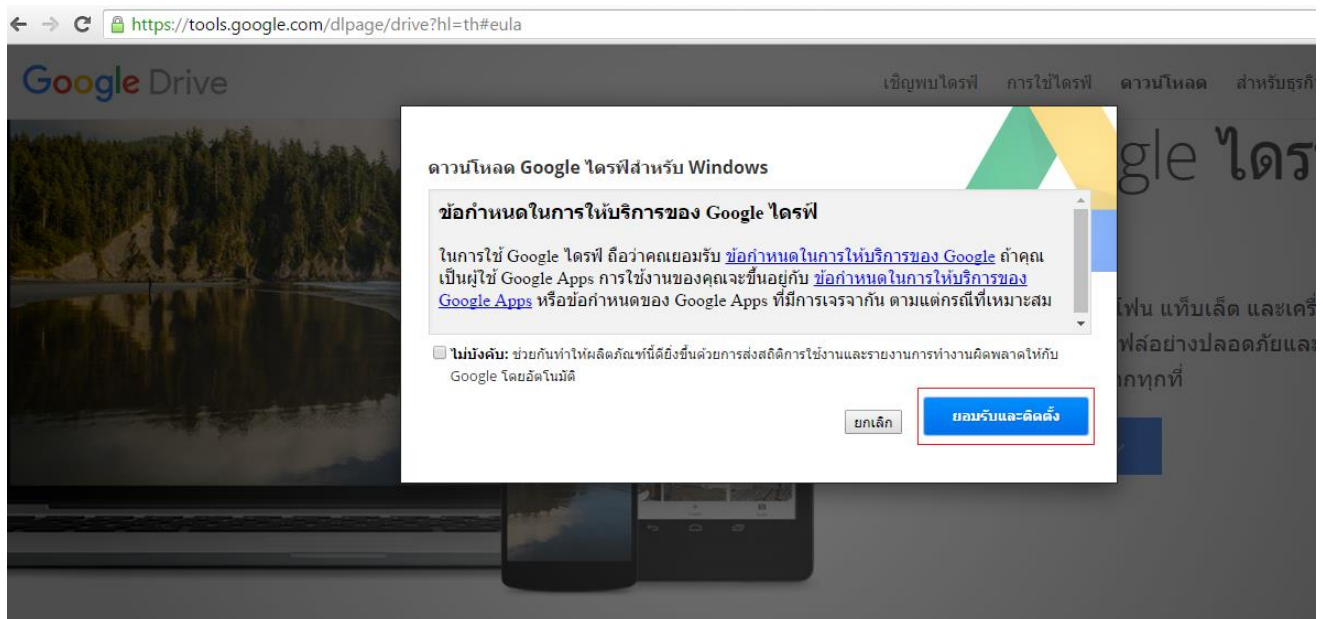 https://tools.google.com/dlpage/drive?hl=th#eula
Google Drive
เชิญพบไดรฟ์ การใช้ไดรฟ์ ดาวน์โหลด สำหรับธุรกิ
gle ไดร
ดาวน์โหลด Google ไดรฟ์สำหรับ Windows
ข้อกำหนดในการให้บริการของ Google ไดรฟ์
ในการใช้ Google ไดรฟ์ ถือว่าคุณยอมรับ ข้อกำหนดในการให้บริการของ Google ถ้าคุณ
เป็นผู้ใช้ Google Apps การใช้งานของคุณจะขึ้นอยู่กับ ข้อกำหนดในการให้บริการของ
Google Apps หรือข้อกำหนดของ Google Apps ที่มีการเจรจากัน ตามแต่กรณีที่เหมาะสม
ไม่บังคับ: ช่วยกันทำให้ผลิตภัณฑ์นี้ดียิ่งขึ้นด้วยการส่งสถิติการใช้งานและรายงานการทำงานผิดพลาดให้กับ
Google โดยอัตโนมัติ
ยกเลิก ยอมรับและติดตั้ง
โฟน แท็บเล็ต และเครื่
ฟล์อย่างปลอดภัยและ
ากทุกที่